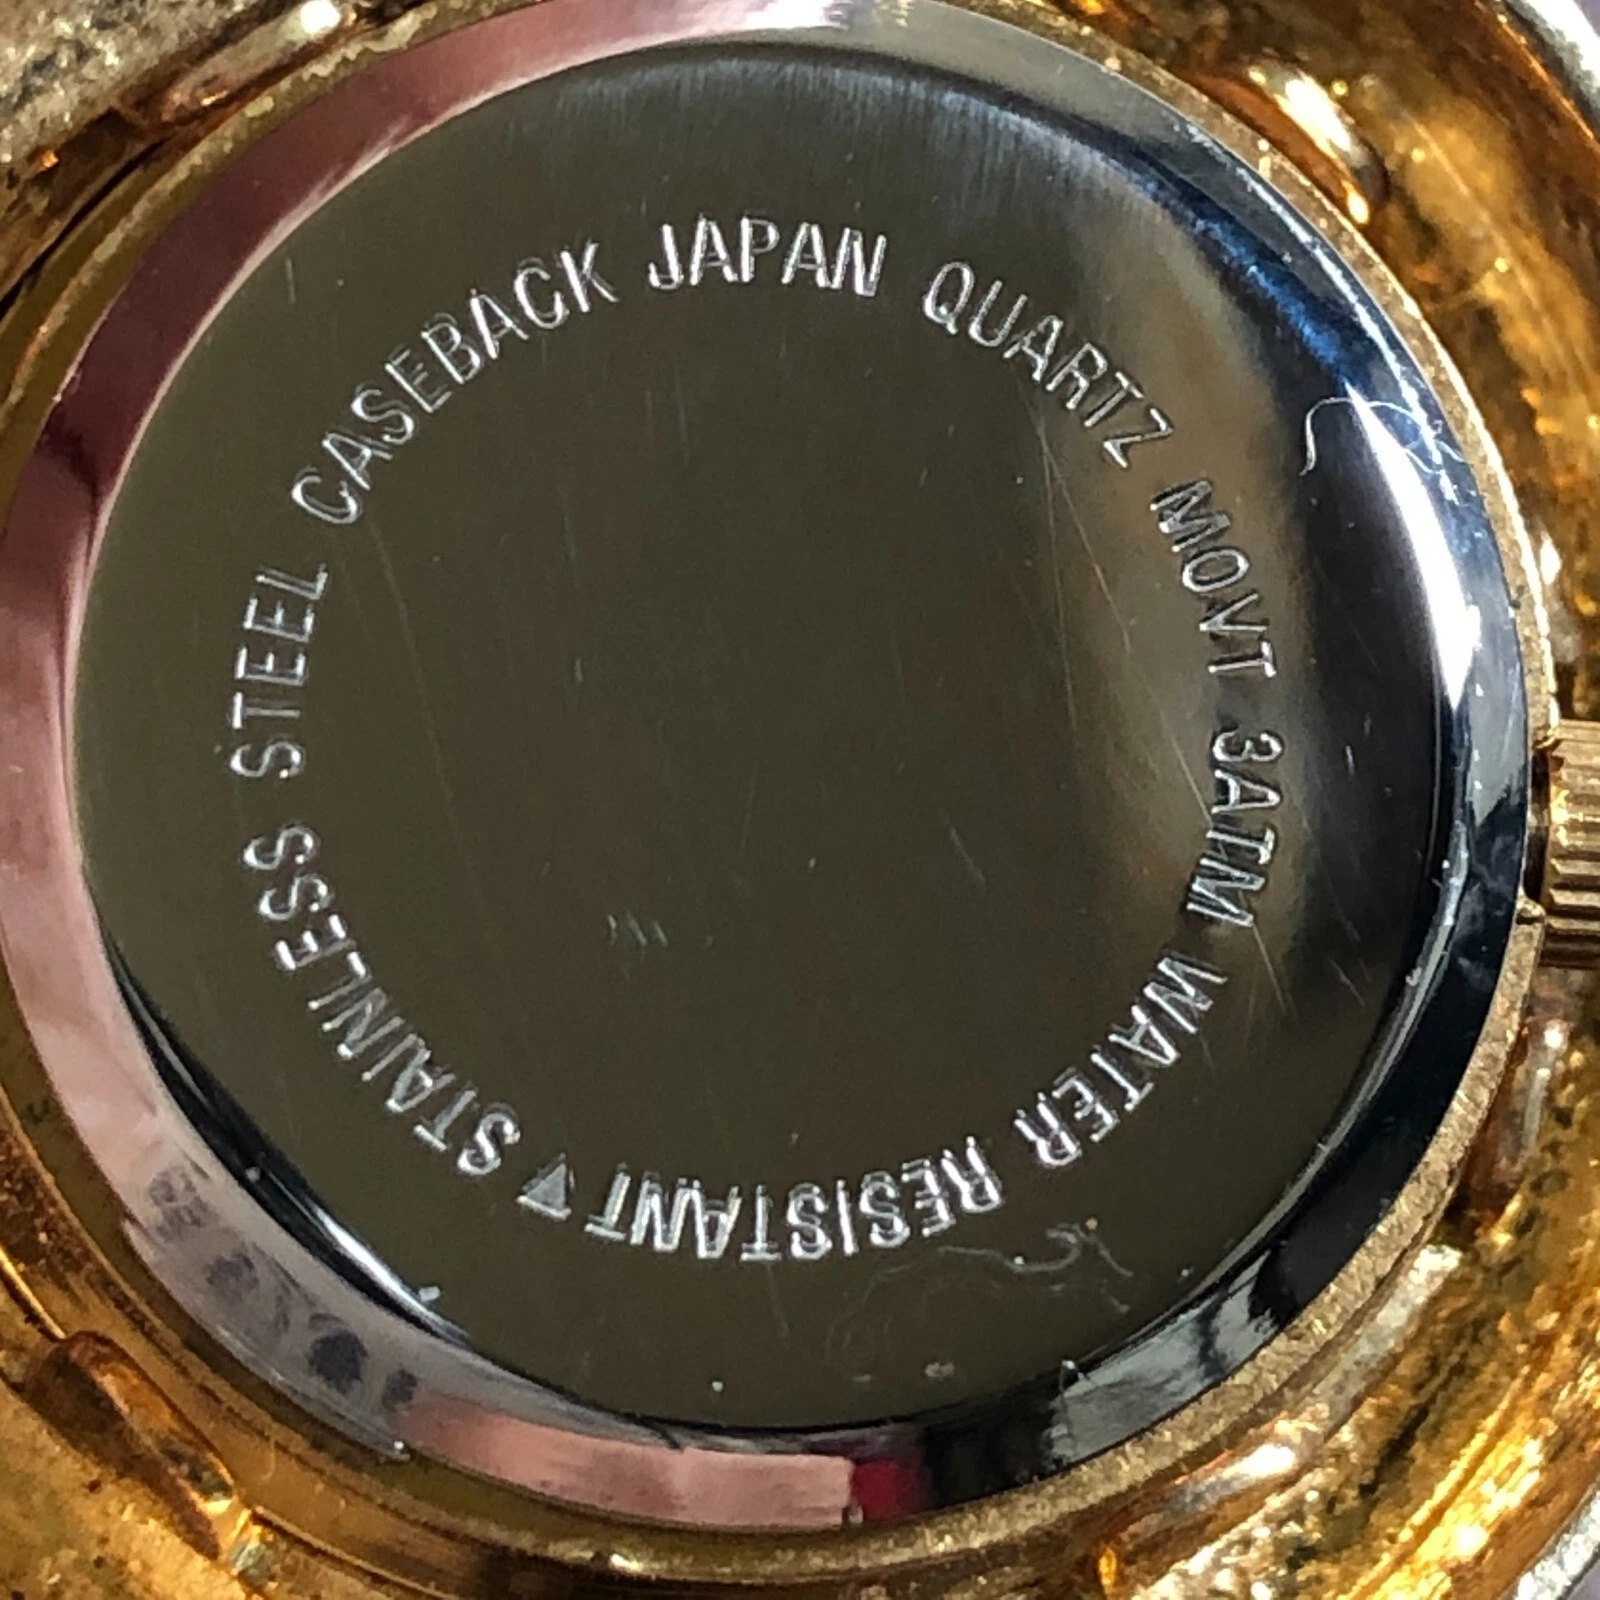 ▼ STAINLESS STEEL CASEBACK JAPAN QUARTZ MOVT 3ATM WATER RESISTANT